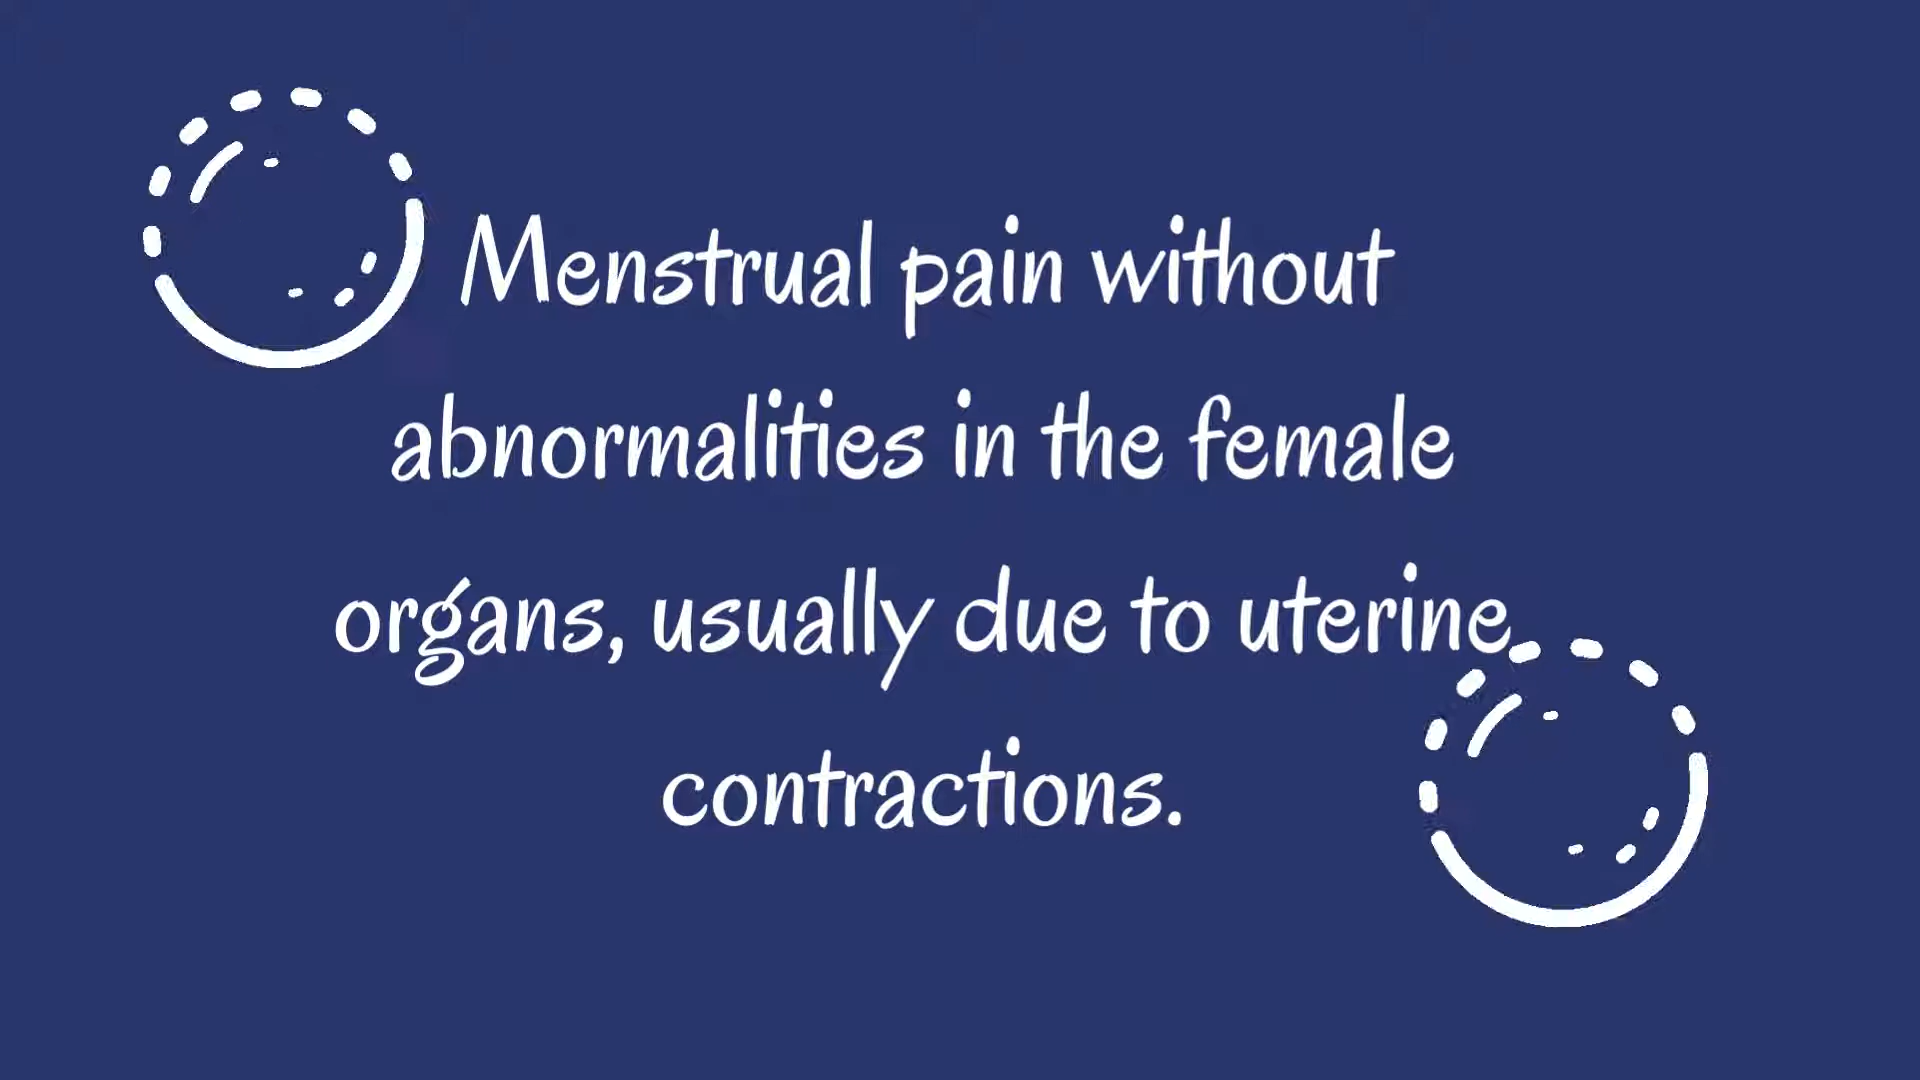 Menstrual pain without
abnormalities in the female
organs, usually due to uterine
contractions.